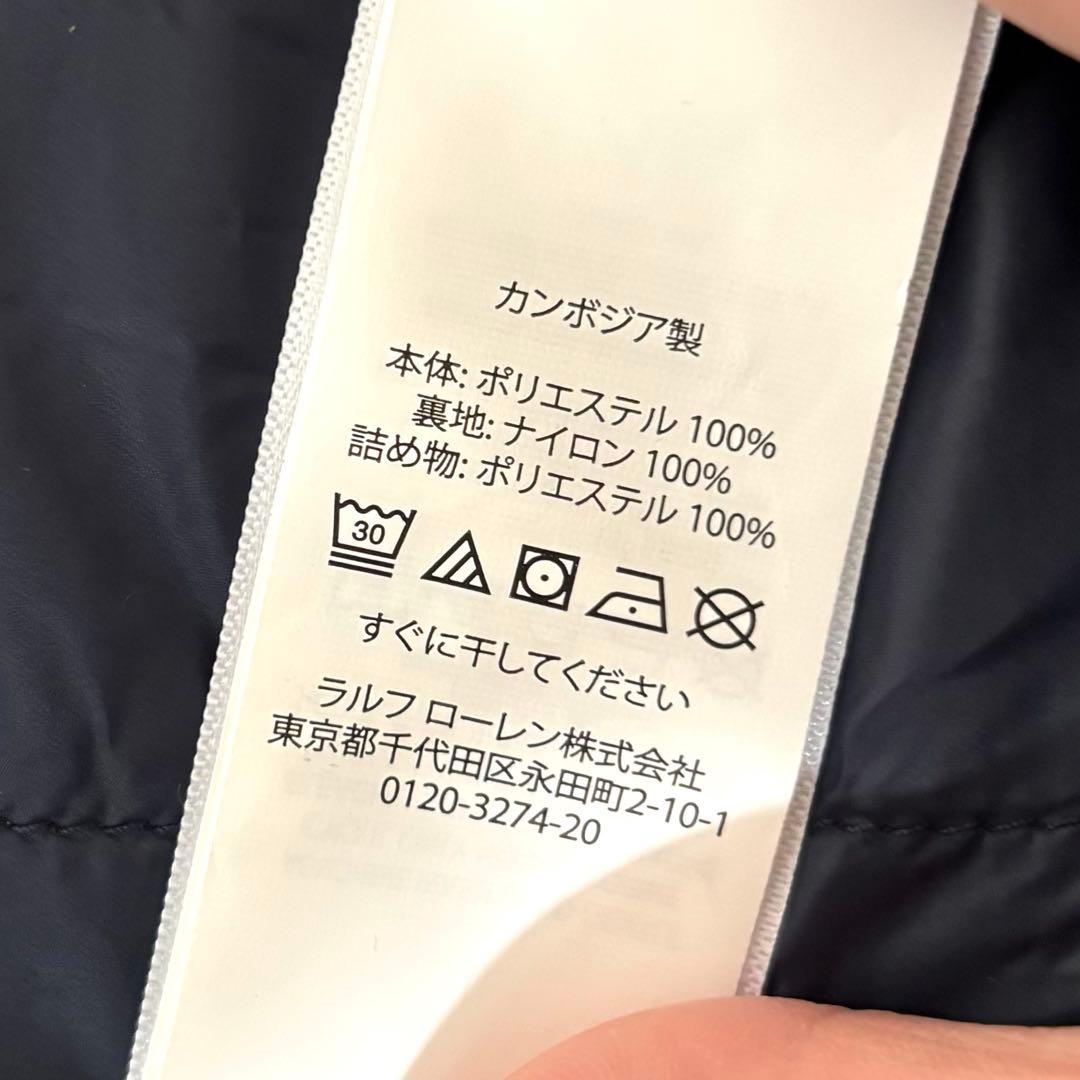 カンボジア製
本体: ポリエステル 100%
裏地: ナイロン 100%
詰め物: ポリエステル 100%
30
すぐに干してください
ラルフ ローレン株式会社
東京都千代田区永田町2-10-1
0120-3274-20